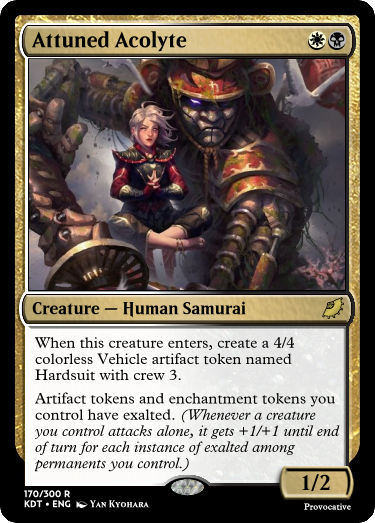 Attuned Acolyte
Creature — Human Samurai
When this creature enters, create a 4/4
colorless Vehicle artifact token named
Hardsuit with crew 3.
Artifact tokens and enchantment tokens you
control have exalted. (Whenever a creature
you control attacks alone, it gets +1/+1 until end
of turn for each instance of exalted among
permanents you control.)
1/2
170/300 R
KDT • ENG Yan Kyohara
Provocative